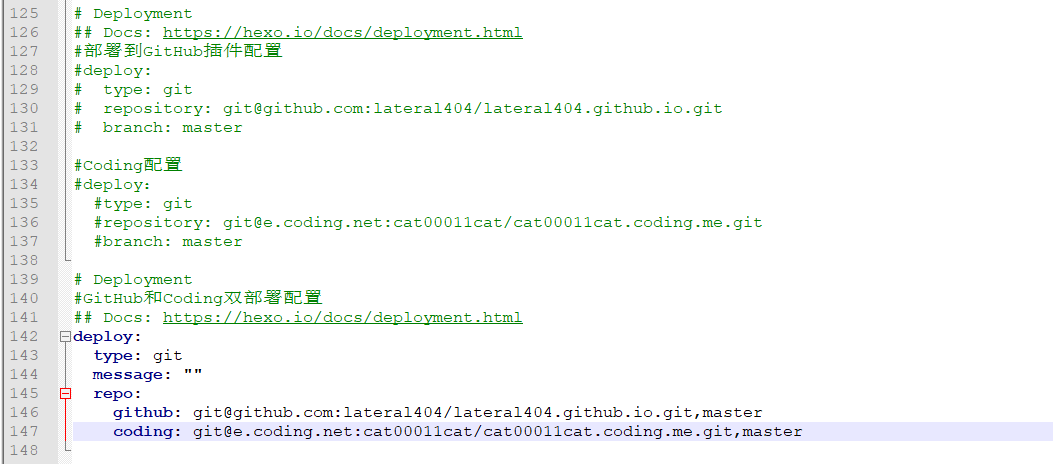 125 # Deployment
126 ## Docs: https://hexo.io/docs/deployment.html
127 #部署到GitHub插件配置
128 #deploy:
129 #  type: git
130 #  repository: git@github.com:lateral404/lateral404.github.io.git
131 #  branch: master
132
133 #Coding配置
134 #deploy:
135   #type: git
136   #repository: git@e.coding.net:cat00011cat/cat00011cat.coding.me.git
137   #branch: master
138
139 # Deployment
140 #GitHub和Coding双部署配置
141 ## Docs: https://hexo.io/docs/deployment.html
142 deploy:
143   type: git
144   message: ""
145   repo:
146     github: git@github.com:lateral404/lateral404.github.io.git,master
147     coding: git@e.coding.net:cat00011cat/cat00011cat.coding.me.git,master
148